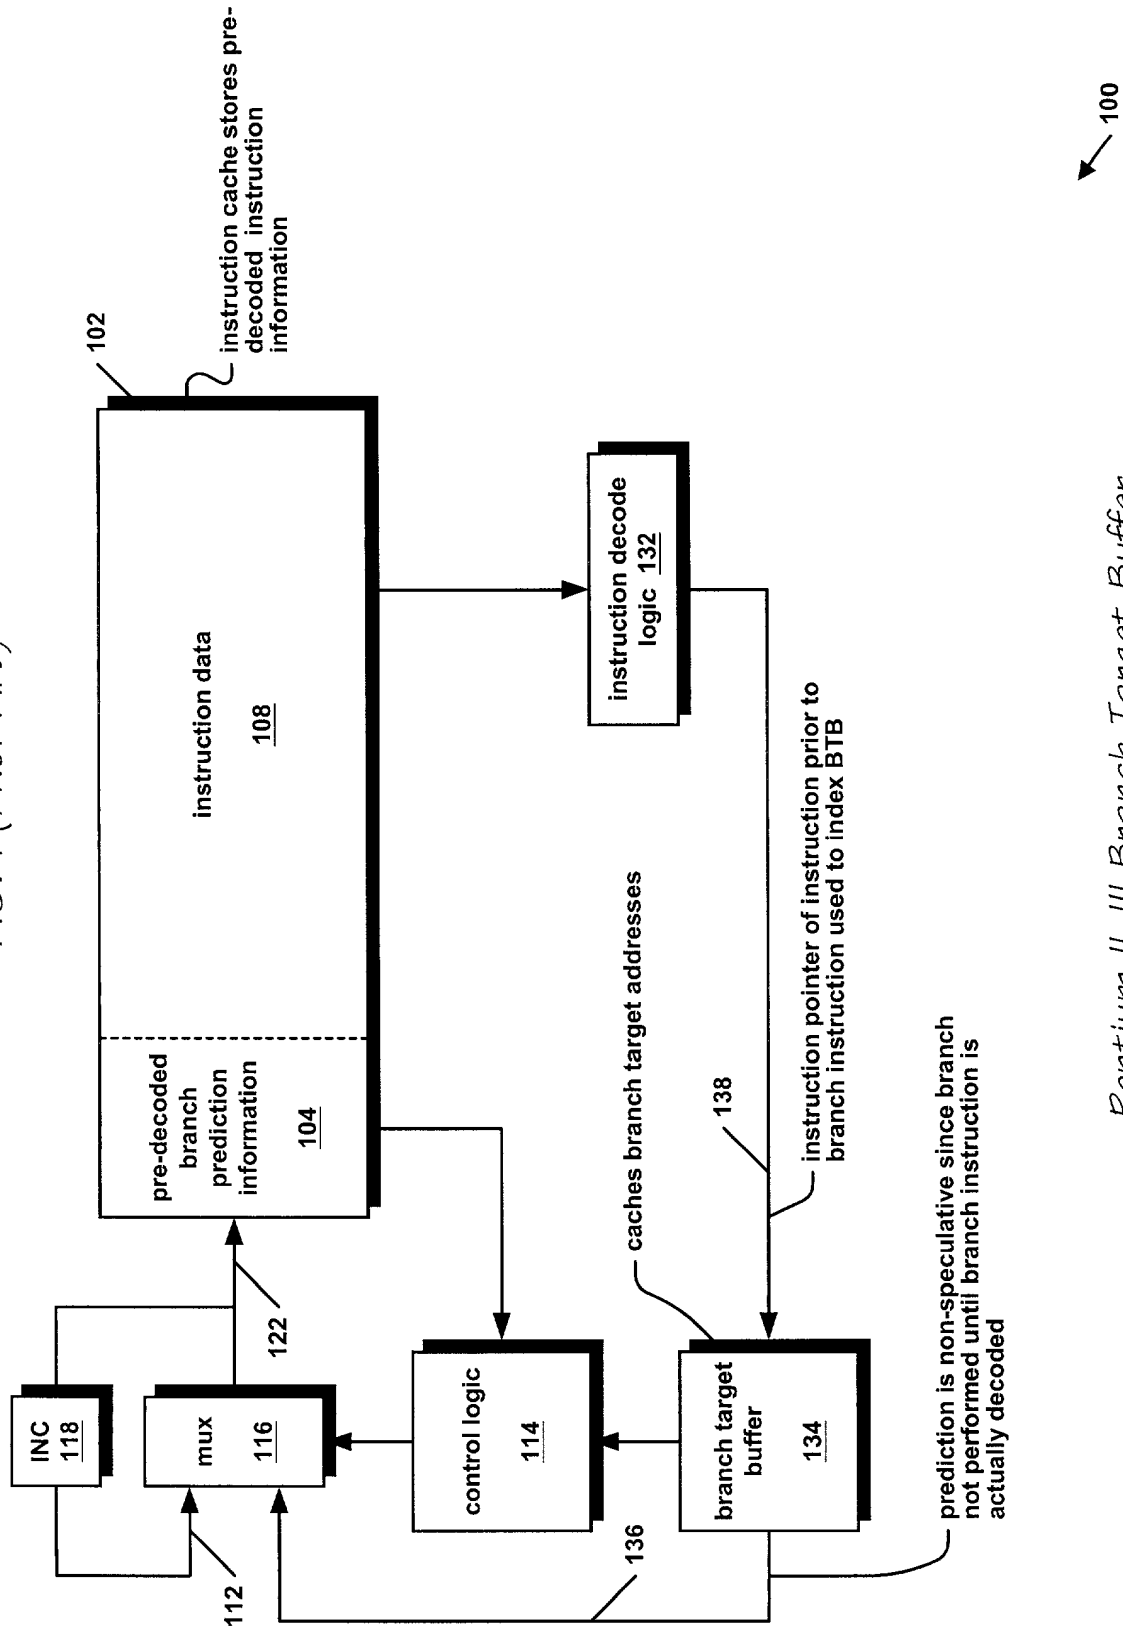 FIG. 1 (Prior Art)
INC
118
112
mux
116
122
102
pre-decoded
branch
prediction
information
104
instruction data
108
instruction cache stores pre-
decoded instruction
information
control logic
114
136
caches branch target addresses
instruction decode
logic 132
branch target
buffer
134
138
instruction pointer of instruction prior to
branch instruction used to index BTB
prediction is non-speculative since branch
not performed until branch instruction is
actually decoded
100
Pentium II, III Branch Target Buffer